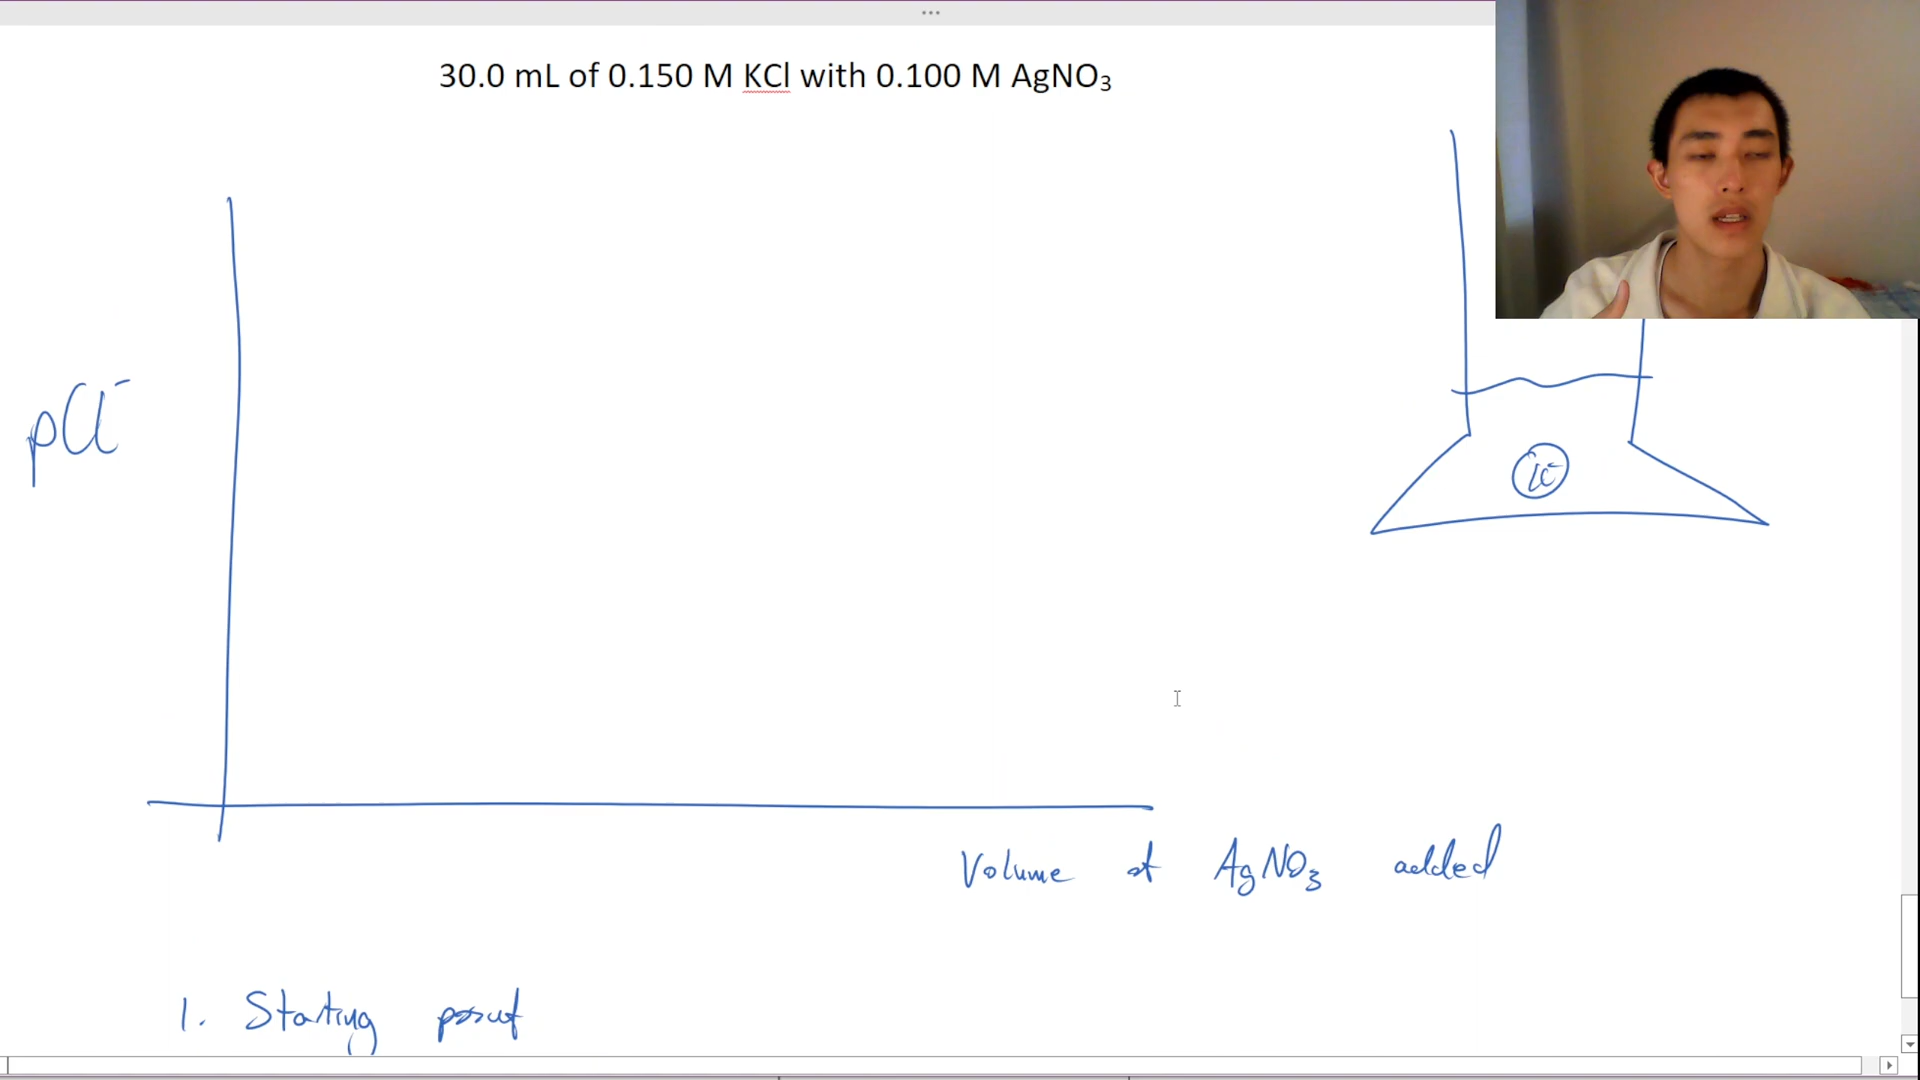 30.0 mL of 0.150 M KCl with 0.100 M AgNO₃
pCl⁻
Volume of AgNO₃ added
1. Starting point